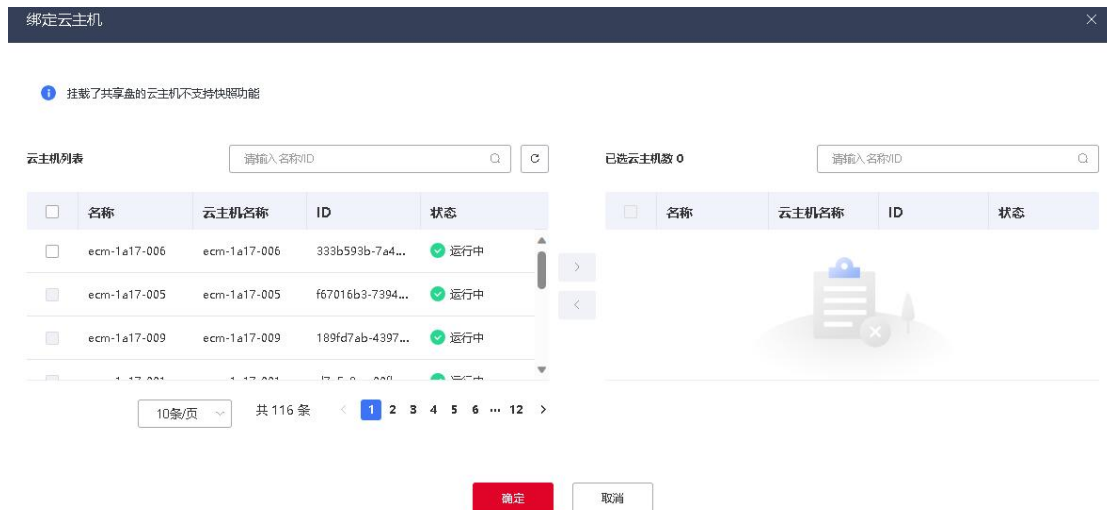 绑定云主机
挂载了共享盘的云主机不支持快照功能
云主机列表 请输入名称/ID 已选云主机数 0 请输入名称/ID
名称 云主机名称 ID 状态 名称 云主机名称 ID 状态
ecm-1a17-006 ecm-1a17-006 333b593b-7a4... 运行中
ecm-1a17-005 ecm-1a17-005 f67016b3-7394... 运行中
ecm-1a17-009 ecm-1a17-009 189fd7ab-4397... 运行中
10条/页 共 116 条 < 1 2 3 4 5 6 ... 12 >
确定 取消